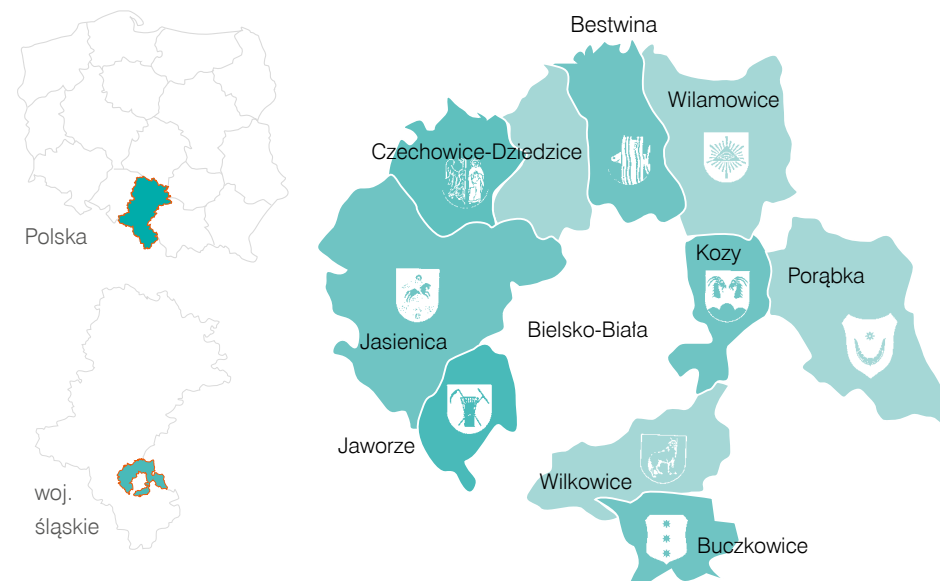 Bestwina
Wilamowice
Czechowice-Dziedzice
Polska
Kozy
Porąbka
Bielsko-Biała
Jasienica
Jaworze
Wilkowice
woj.
śląskie
Buczkowice